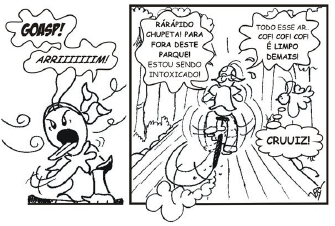 GOASP!
ARRIIIIIIIM!
RÁRÁPIDO
CHUPETA! PARA
FORA DESTE
PARQUE!
ESTOU SENDO
INTOXICADO!
TODO ESSE AR.
COF! COF! COF!
É LIMPO
DEMAIS!
CRUUIZ!